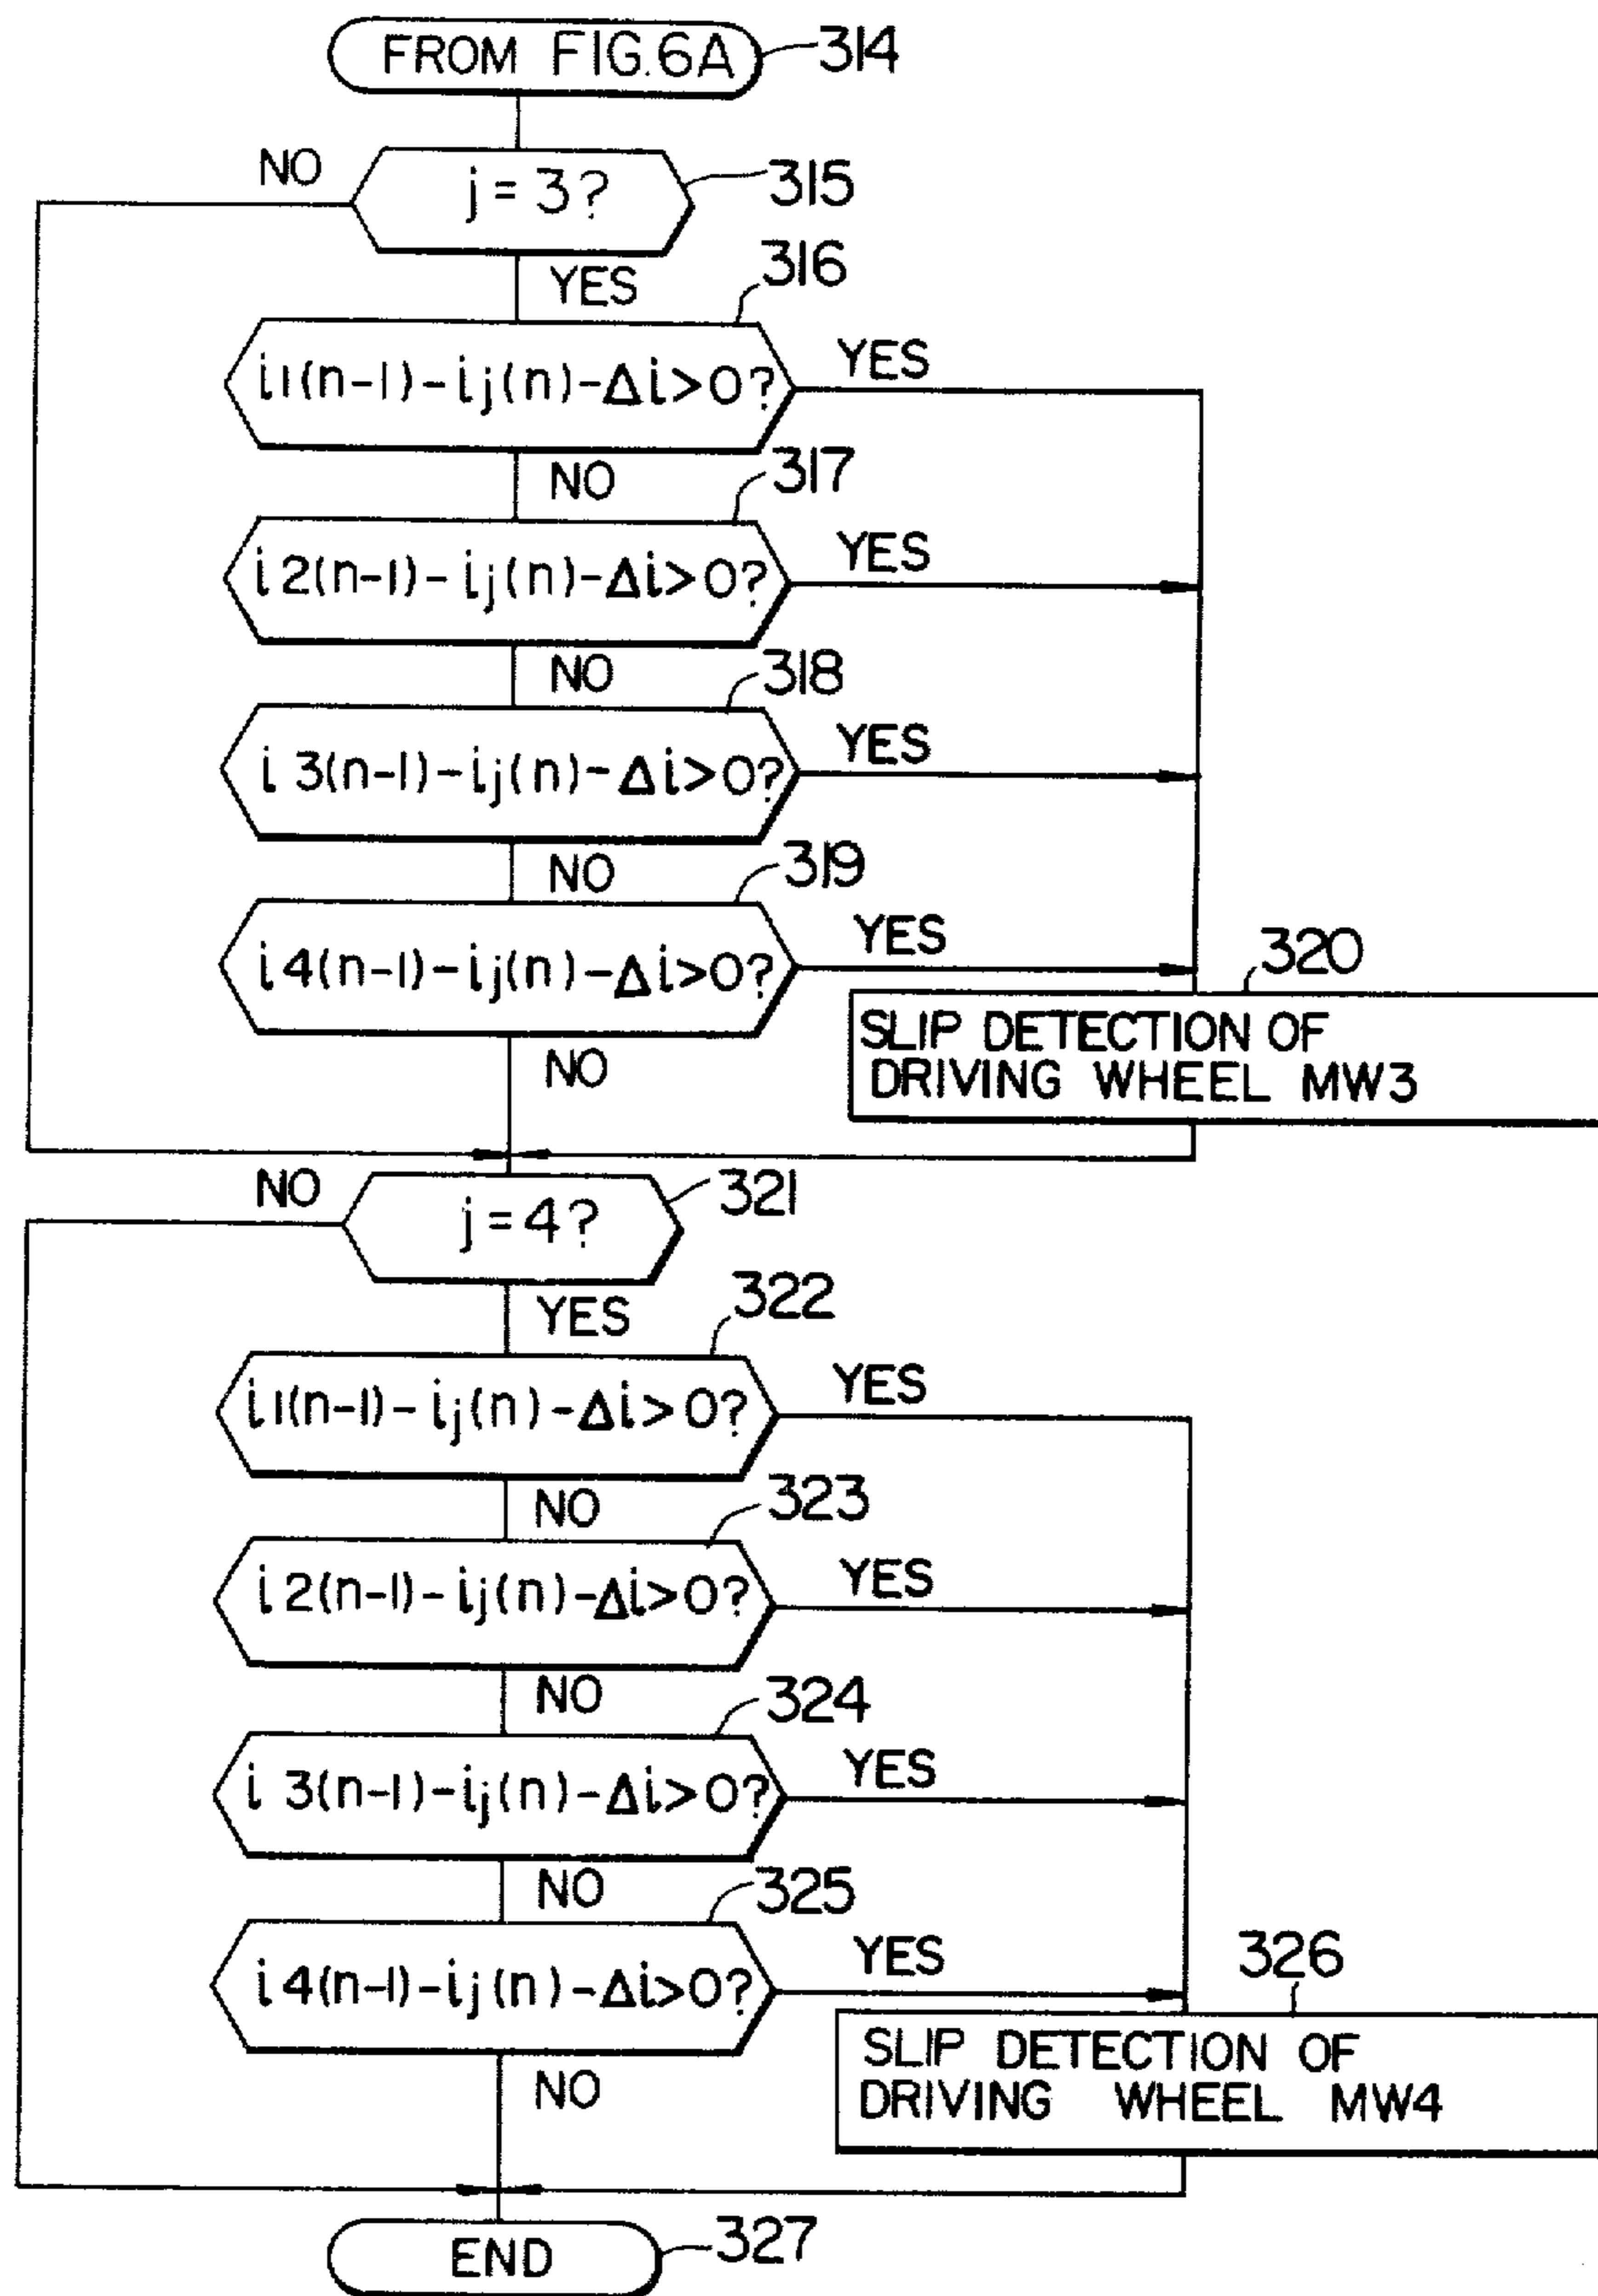 FROM FIG.6A
314
NO
j = 3?
315
YES
316
i1(n-1)-ij(n)-Δi>0?
YES
NO
317
i2(n-1)-ij(n)-Δi>0?
YES
NO
318
i3(n-1)-ij(n)-Δi>0?
YES
NO
319
i4(n-1)-ij(n)-Δi>0?
YES
NO
320
SLIP DETECTION OF
DRIVING WHEEL MW3
NO
j=4?
321
YES
322
i1(n-1)-ij(n)-Δi>0?
YES
NO
323
i2(n-1)-ij(n)-Δi>0?
YES
NO
324
i3(n-1)-ij(n)-Δi>0?
YES
NO
325
i4(n-1)-ij(n)-Δi>0?
YES
NO
326
SLIP DETECTION OF
DRIVING WHEEL MW4
END
327